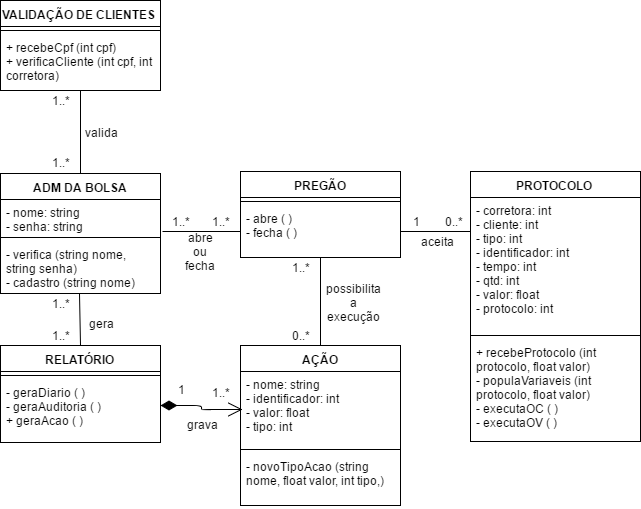 VALIDAÇÃO DE CLIENTES
+ recebeCpf (int cpf)
+ verificaCliente (int cpf, int
corretora)
1..*
valida
1..*
ADM DA BOLSA
- nome: string
- senha: string
- verifica (string nome,
string senha)
- cadastro (string nome)
1..*
1..*
abre
ou
fecha
PREGÃO
- abre ( )
- fecha ( )
1
0..*
aceita
PROTOCOLO
- corretora: int
- cliente: int
- tipo: int
- identificador: int
- tempo: int
- qtd: int
- valor: float
- protocolo: int
+ recebeProtocolo (int
protocolo, float valor)
- populaVariaveis (int
protocolo, float valor)
- executaOC ( )
- executaOV ( )
1..*
possibilita
a
execução
0..*
1..*
gera
1..*
RELATÓRIO
- geraDiario ( )
- geraAuditoria ( )
+ geraAcao ( )
1
1..*
grava
AÇÃO
- nome: string
- identificador: int
- valor: float
- tipo: int
- novoTipoAcao (string
nome, float valor, int tipo,)